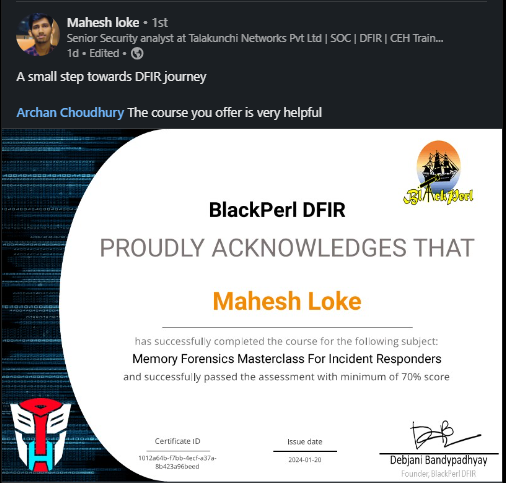 Mahesh loke • 1st
Senior Security analyst at Talakunchi Networks Pvt Ltd | SOC | DFIR | CEH Train...
1d • Edited •
A small step towards DFIR journey
Archan Choudhury The course you offer is very helpful
BlackPerl
BlackPerl DFIR
PROUDLY ACKNOWLEDGES THAT
Mahesh Loke
has successfully completed the course for the following subject:
Memory Forensics Masterclass For Incident Responders
and successfully passed the assessment with minimum of 70% score
Certificate ID
1012a64b-f7bb-4ecf-a37a-
8b423a96beed
Issue date
2024-01-20
Debjani Bandypadhyay
Founder, BlackPerl DFIR